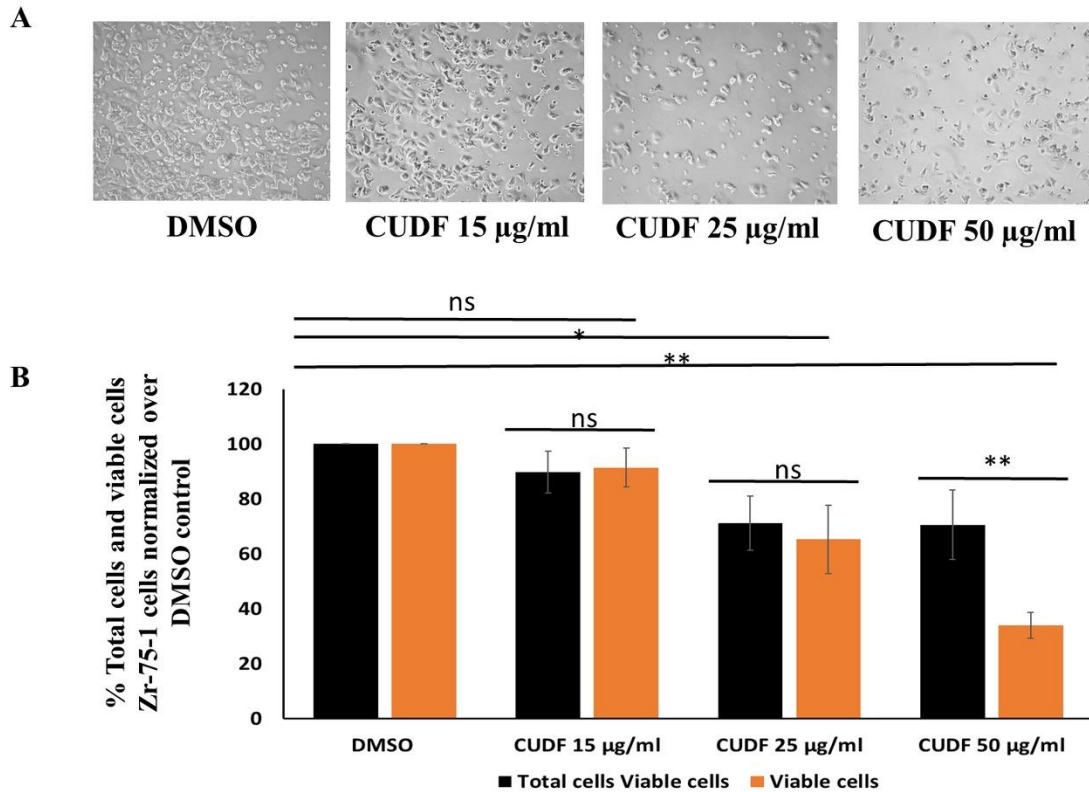 A
DMSO
CUDF 15 µg/ml
CUDF 25 µg/ml
CUDF 50 µg/ml
ns
*
**
B
% Total cells and viable cells
Zr-75-1 cells normalized over
DMSO control
120
100
80
60
40
20
0
ns
ns
**
DMSO
CUDF 15 µg/ml
CUDF 25 µg/ml
CUDF 50 µg/ml
Total cells Viable cells
Viable cells